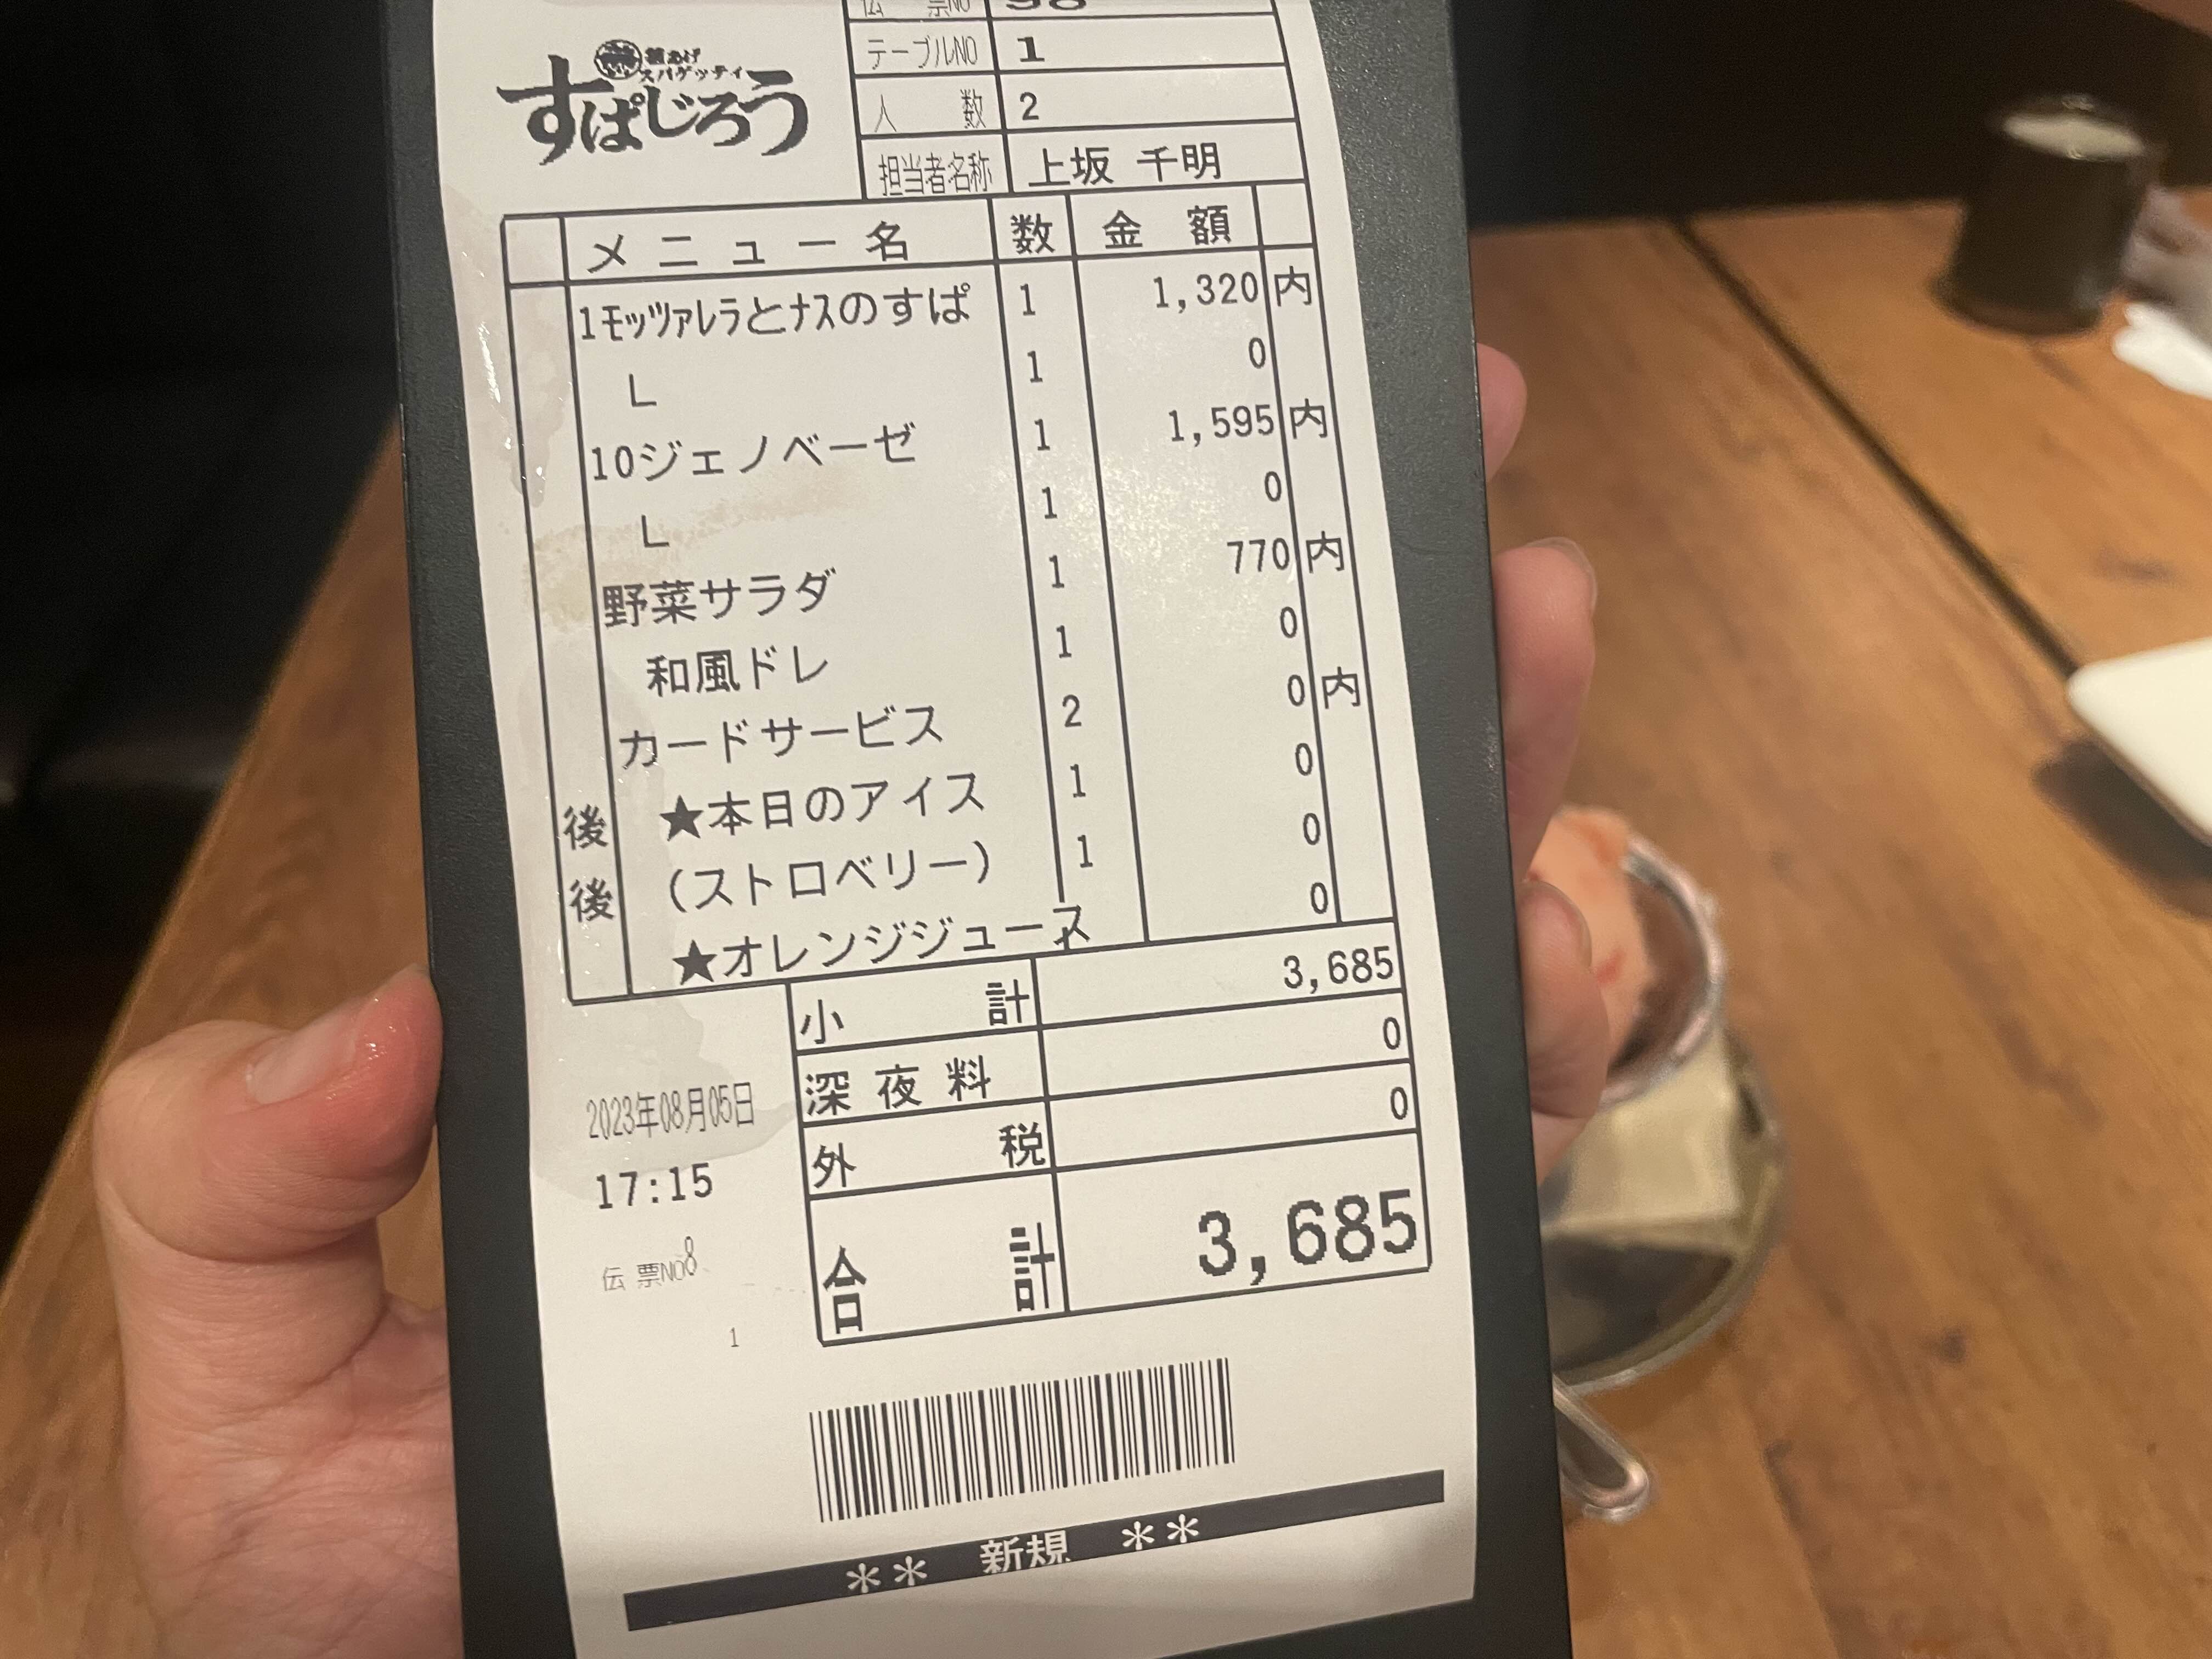 伝 票NO
テーブルNO 1
人 数 2
担当者名称 上坂 千明
釜あげ
スパゲッティ
すぱじろう
メニュー名 数 金額
1モッツァレラとナスのすぱ 1 1,320 内
L 1 0
10ジェノベーゼ 1 1,595 内
L 1 0
野菜サラダ 1 770 内
和風ドレ 1 0
カードサービス 2 0 内
後 ★本日のアイス 1 0
後 (ストロベリー) 1 0
★オレンジジュース 0
小計 3,685
深夜料 0
外税 0
合計 3,685
2023年08月05日
17:15
伝 票NO8
1
** 新規 **